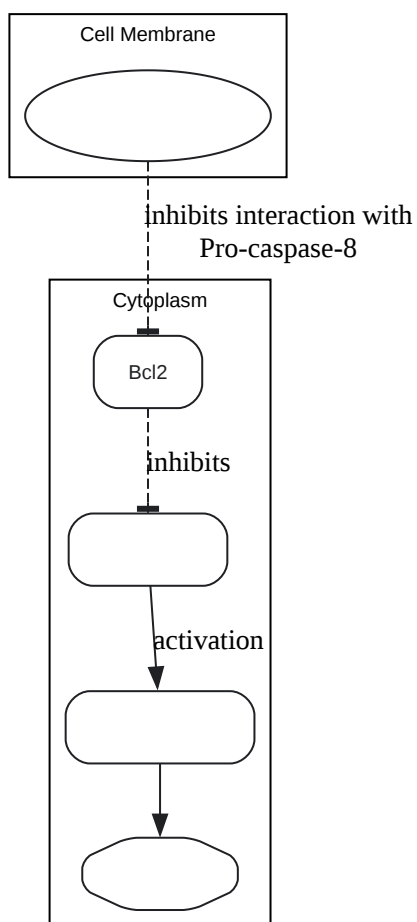 Cell Membrane
inhibits interaction with
Pro-caspase-8
Cytoplasm
Bcl2
inhibits
activation